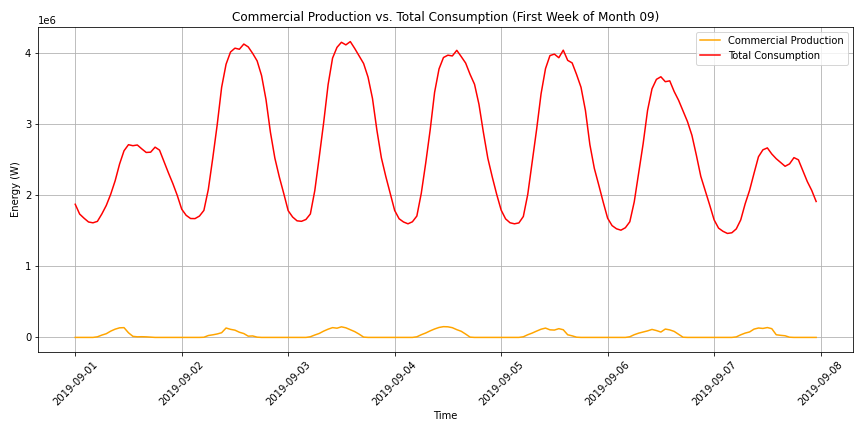 Commercial Production vs. Total Consumption (First Week of Month 09)
1e6
Commercial Production
Total Consumption
Energy (W)
4
3
2
1
0
2019-09-01
2019-09-02
2019-09-03
2019-09-04
2019-09-05
2019-09-06
2019-09-07
2019-09-08
Time